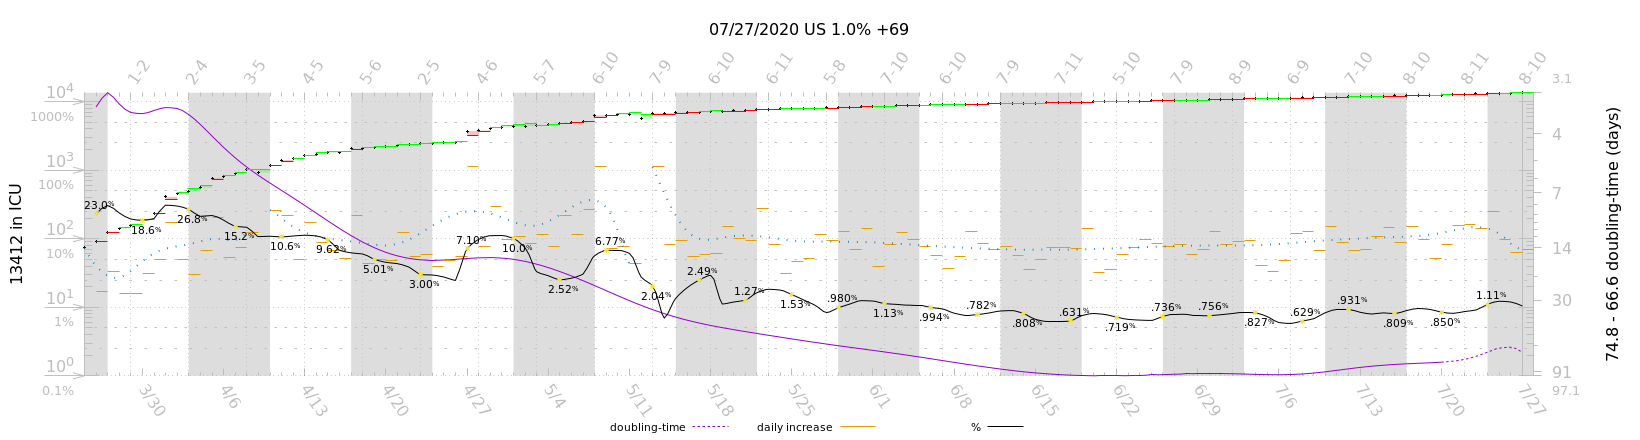 07/27/2020 US 1.0% +69
1-2 2-4 3-5 4-5 5-6 2-5 4-6 5-7 6-10 7-9 6-10 6-11 5-8 7-10 6-10 7-9 7-11 5-10 7-9 8-9 6-9 7-10 8-10 8-11 8-10
3.1
10⁴
1000%
4
10³
100%
7
23.0% 18.6% 26.8% 15.2% 10.6% 9.62% 5.01% 3.00% 7.10% 10.0% 2.52% 6.77% 2.04% 2.49% 1.27% 1.53% .980% 1.13% .994% .782% .808% .631% .719% .736% .756% .827% .629% .931% .809% .850% 1.11%
10²
10%
14
10¹
1%
30
10⁰
0.1%
91
97.1
13412 in ICU
74.8 - 66.6 doubling-time (days)
3/30 4/6 4/13 4/20 4/27 5/4 5/11 5/18 5/25 6/1 6/8 6/15 6/22 6/29 7/6 7/13 7/20 7/27
doubling-time daily increase %